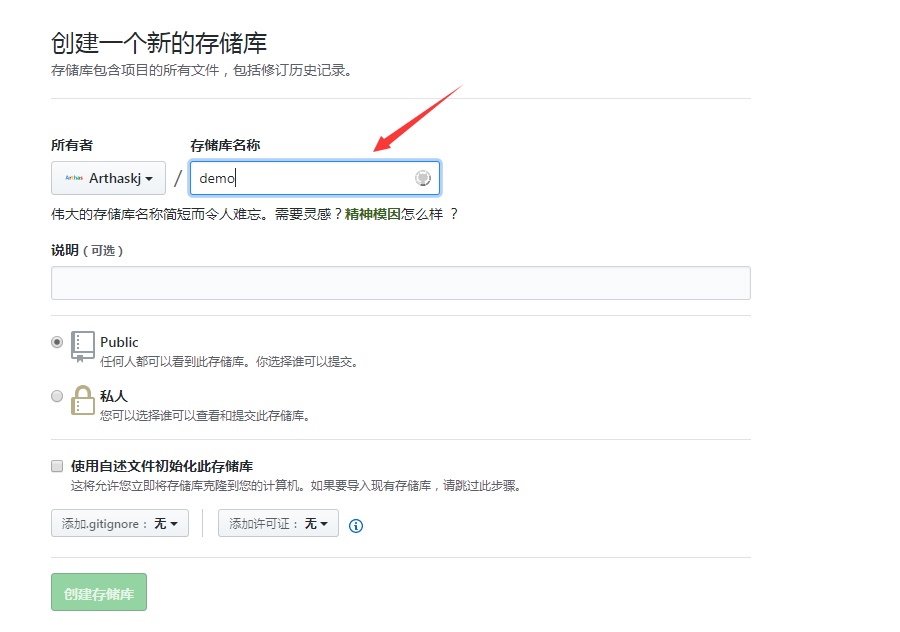 创建一个新的存储库
存储库包含项目的所有文件，包括修订历史记录。
所有者 存储库名称
Arthas Arthaskj / demo
伟大的存储库名称简短而令人难忘。需要灵感？精神模因怎么样 ？
说明 ( 可选 )
Public
任何人都可以看到此存储库。你选择谁可以提交。
私人
您可以选择谁可以查看和提交此存储库。
使用自述文件初始化此存储库
这将允许您立即将存储库克隆到您的计算机。如果要导入现有存储库，请跳过此步骤。
添加.gitignore： 无 添加许可证： 无
创建存储库